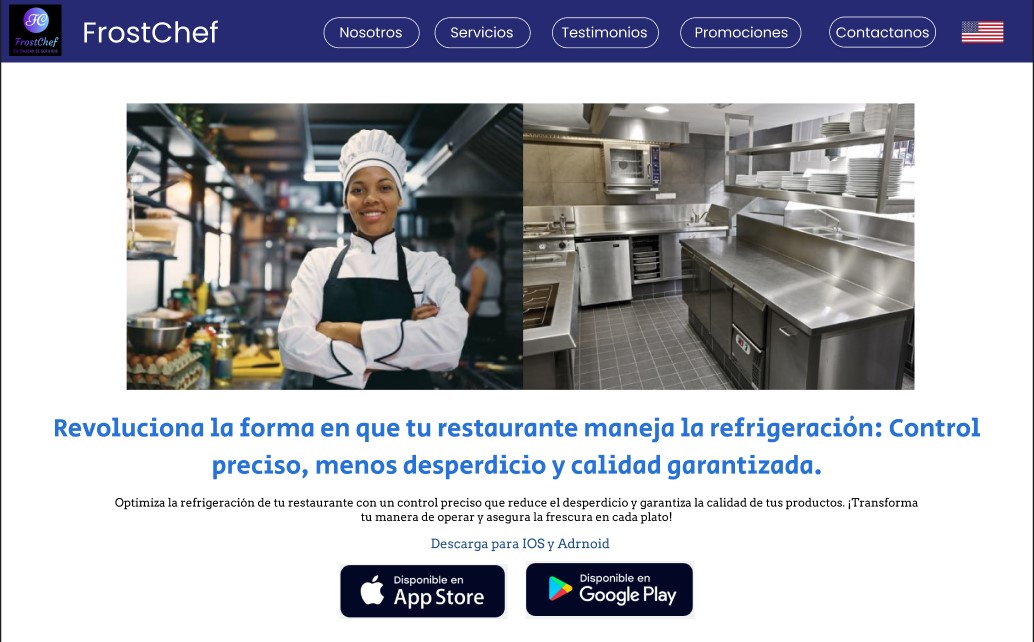 FrostChef
FrostChef
Nosotros
Servicios
Testimonios
Promociones
Contactanos
Revoluciona la forma en que tu restaurante maneja la refrigeración: Control
preciso, menos desperdicio y calidad garantizada.
Optimiza la refrigeración de tu restaurante con un control preciso que reduce el desperdicio y garantiza la calidad de tus productos. ¡Transforma
tu manera de operar y asegura la frescura en cada plato!
Descarga para IOS y Adrnoid
Disponible en
App Store
Disponible en
Google Play